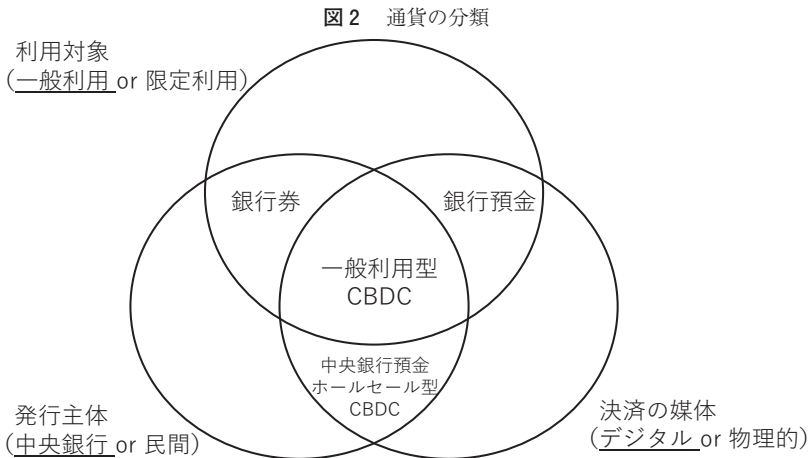 図2 通貨の分類
利用対象
(一般利用 or 限定利用)
銀行券
銀行預金
一般利用型
CBDC
中央銀行預金
ホールセール型
CBDC
発行主体
(中央銀行 or 民間)
決済の媒体
(デジタル or 物理的)